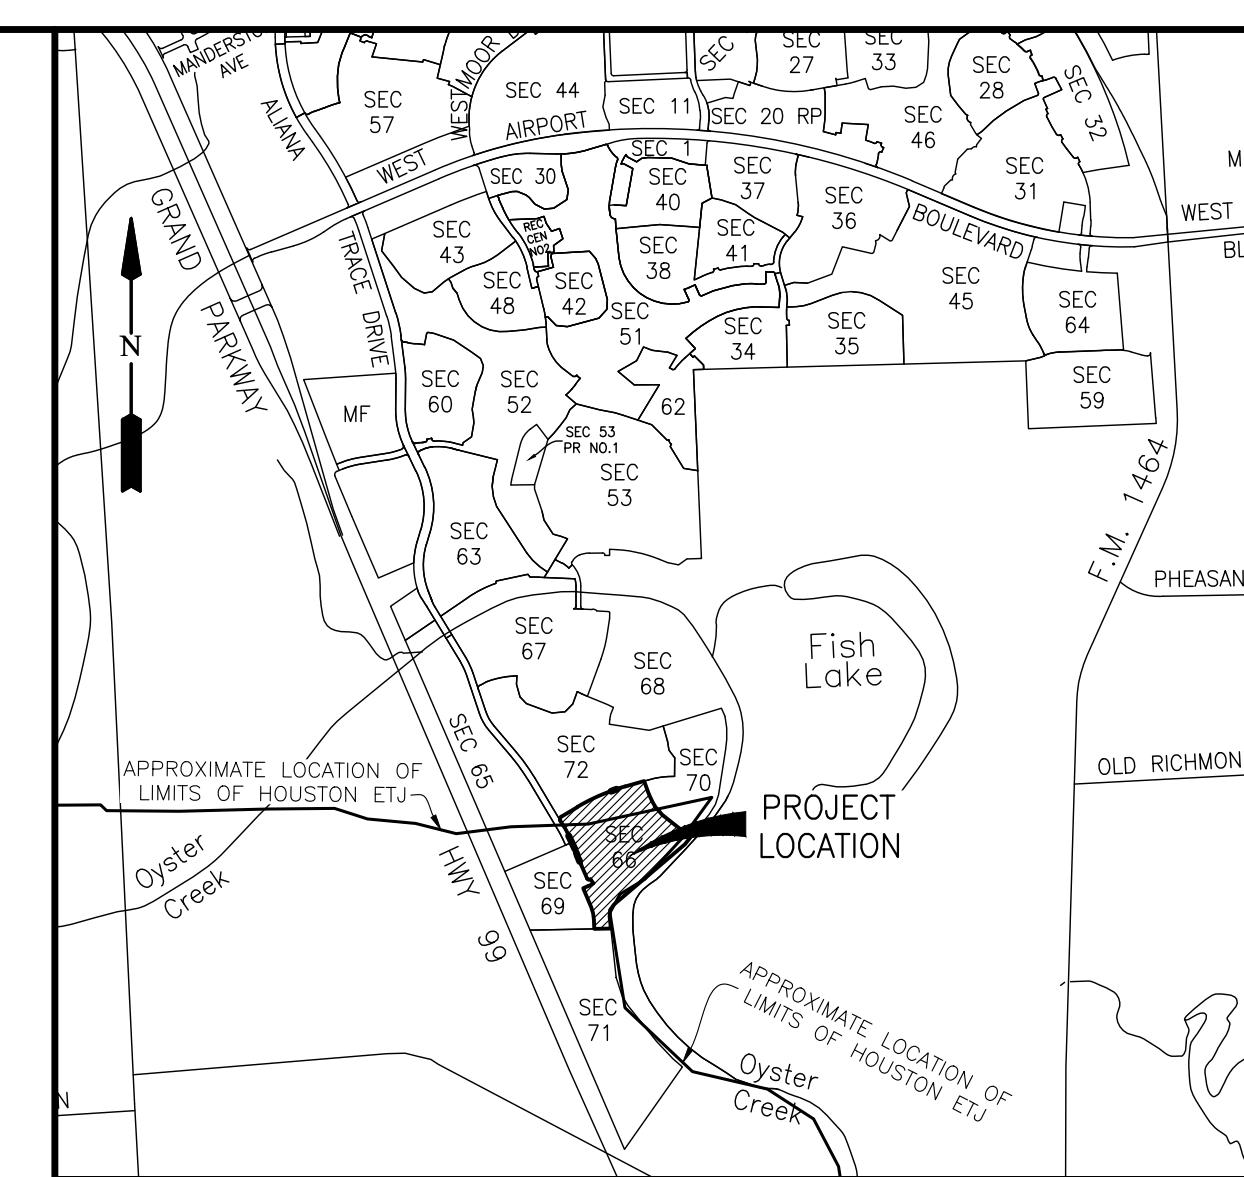 AVE
ALIANA
TRACE DRIVE
GRAND
PARKWAY
SEC
57
WEST
SEC 44
AIRPORT
SEC 11
SEC 1
SEC
SEC
27
SEC
33
SEC
28
SEC 32
SEC 20 RP
SEC
46
SEC
31
WEST
SEC 30
SEC
40
SEC
37
SEC
36
BOULEVARD
WEST
SEC
43
REC
CEN
NO2
SEC
38
SEC
41
SEC
48
SEC
42
SEC
51
SEC
34
SEC
35
SEC
45
SEC
64
SEC
59
N
MF
SEC
60
SEC
52
62
SEC 53
PR NO.1
SEC
53
F.M. 1464
SEC
63
PHEASAN
SEC
67
SEC
68
Fish
Lake
SEC 65
SEC
72
SEC
70
OLD RICHMON
APPROXIMATE LOCATION OF
LIMITS OF HOUSTON ETJ
PROJECT
LOCATION
SEC
66
Oyster
Creek
HWY 99
SEC
69
SEC
71
APPROXIMATE LOCATION OF
LIMITS OF HOUSTON ETJ
Oyster
Creek
N